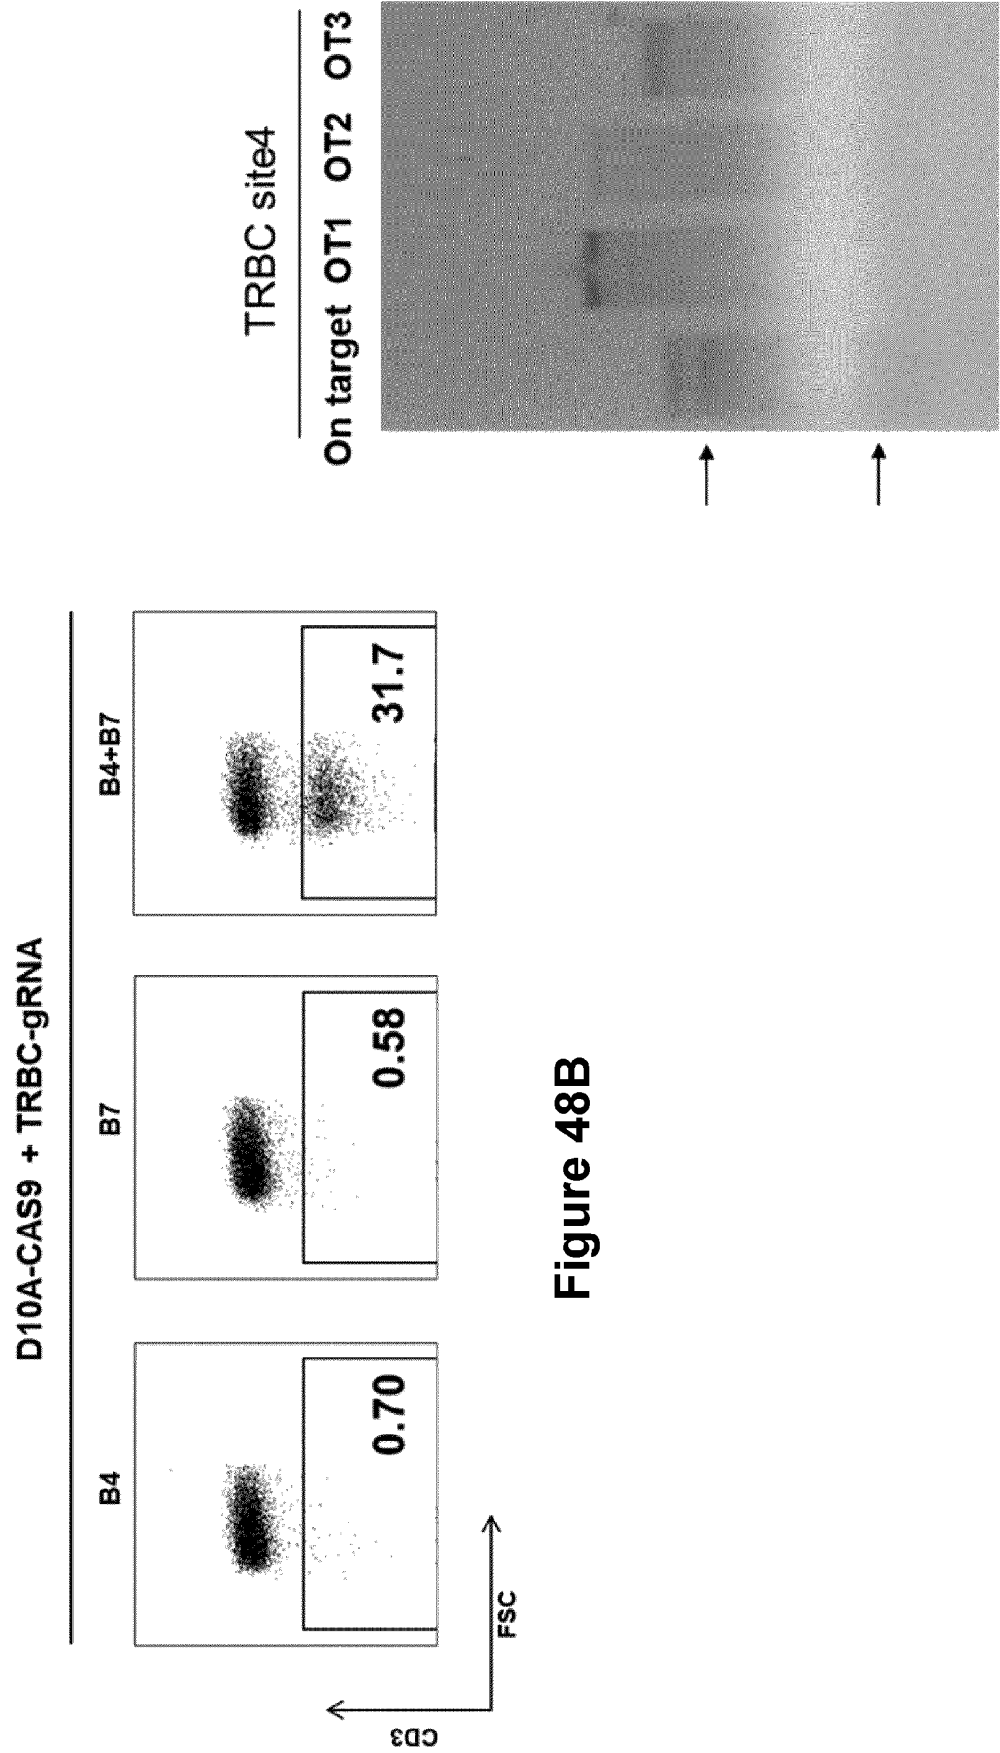 D10A-CAS9 + TRBC-gRNA
B4 B7 B4+B7
0.70 0.58 31.7
CD3
FSC
TRBC site4
On target OT1 OT2 OT3
Figure 48B